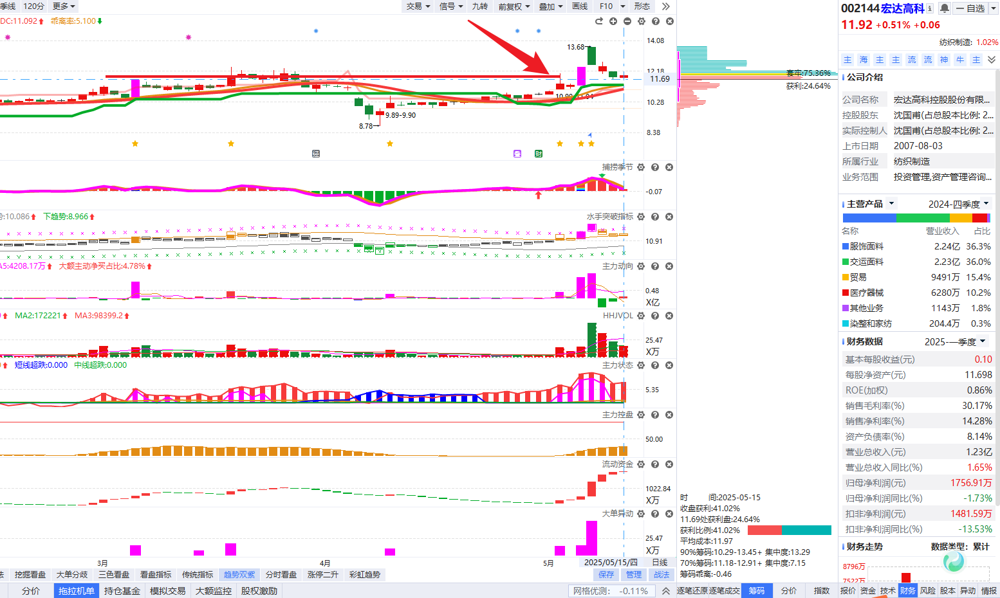 季线 120分 更多 交易 信号 九转 前复权 叠加 画线 F10 形态
DC:11.092 乖离率:5.100
14.08
13.68→
12.18
11.69
10.28
9.89-9.90
8.78→
8.38
经 财
捕捞季节
-0.07
:10.086 下趋势:8.966 水手突破指标
10.91
A5:4208.17万 大额主动净买占比:4.78% 主力动向
0.48
X亿
MA2:172221 MA3:98399.2 HHJVOL
25.47
X万
短线超跌:0.000 中线超跌:0.000 主力状态
5.35
主力控盘
50.00
流动资金
1022.84
X万
大单异动
25.47
X万
3月 4月 5月 2025/05/15/四 日线
挖掘看盘 大单分歧 三色看盘 看盘指标 传统指标 趋势双紫 分时看盘 涨停二升 彩虹趋势 保存 管理 战法
分价 拖拉机单 持仓基金 模拟交易 大额监控 股权激励 网格优测: -0.11%
套牢:75.36%
获利:24.64%
时 间:2025-05-15
收盘获利:41.02%
11.69处获利盘:24.64%
获利比例:41.02%
平均成本:11.97
90%筹码:10.29-13.45+ 集中度:13.29
70%筹码:11.18-12.91+ 集中度:7.15
筹码乖离:-0.46
逐笔还原 逐笔成交 筹码 分价 指数
002144 宏达高科 自选
11.92 +0.51% +0.06
纺织制造: 1.02%
主 海 主 主 流 流 神 牛 主
公司介绍
公司名称 宏达高科控股股份有限...
控股股东 沈国甫(占总股本比例: 2...
实际控制人 沈国甫(占总股本比例: 2...
上市日期 2007-08-03
所属行业 纺织制造
业务范围 投资管理,资产管理咨询...
主营产品 2024-四季度
名称 营业收入 占比
服饰面料 2.24亿 36.3%
交运面料 2.23亿 36.0%
贸易 9491万 15.4%
医疗器械 6280万 10.2%
其他业务 1143万 1.8%
染整和家纺 204.4万 0.3%
财务数据 2025-一季度
基本每股收益(元) 0.10
每股净资产(元) 11.698
ROE(加权) 0.86%
销售毛利率(%) 30.17%
销售净利率(%) 14.28%
资产负债率(%) 8.14%
营业总收入(元) 1.23亿
营业总收入同比(%) 1.65%
归母净利润(元) 1756.91万
归母净利润同比(%) -1.73%
扣非净利润(元) 1481.59万
扣非净利润同比(%) -13.53%
财务走势 数据类型: 累计
8796万
7522万
报价 资金 技术 财务 风险 股本 异动 情报